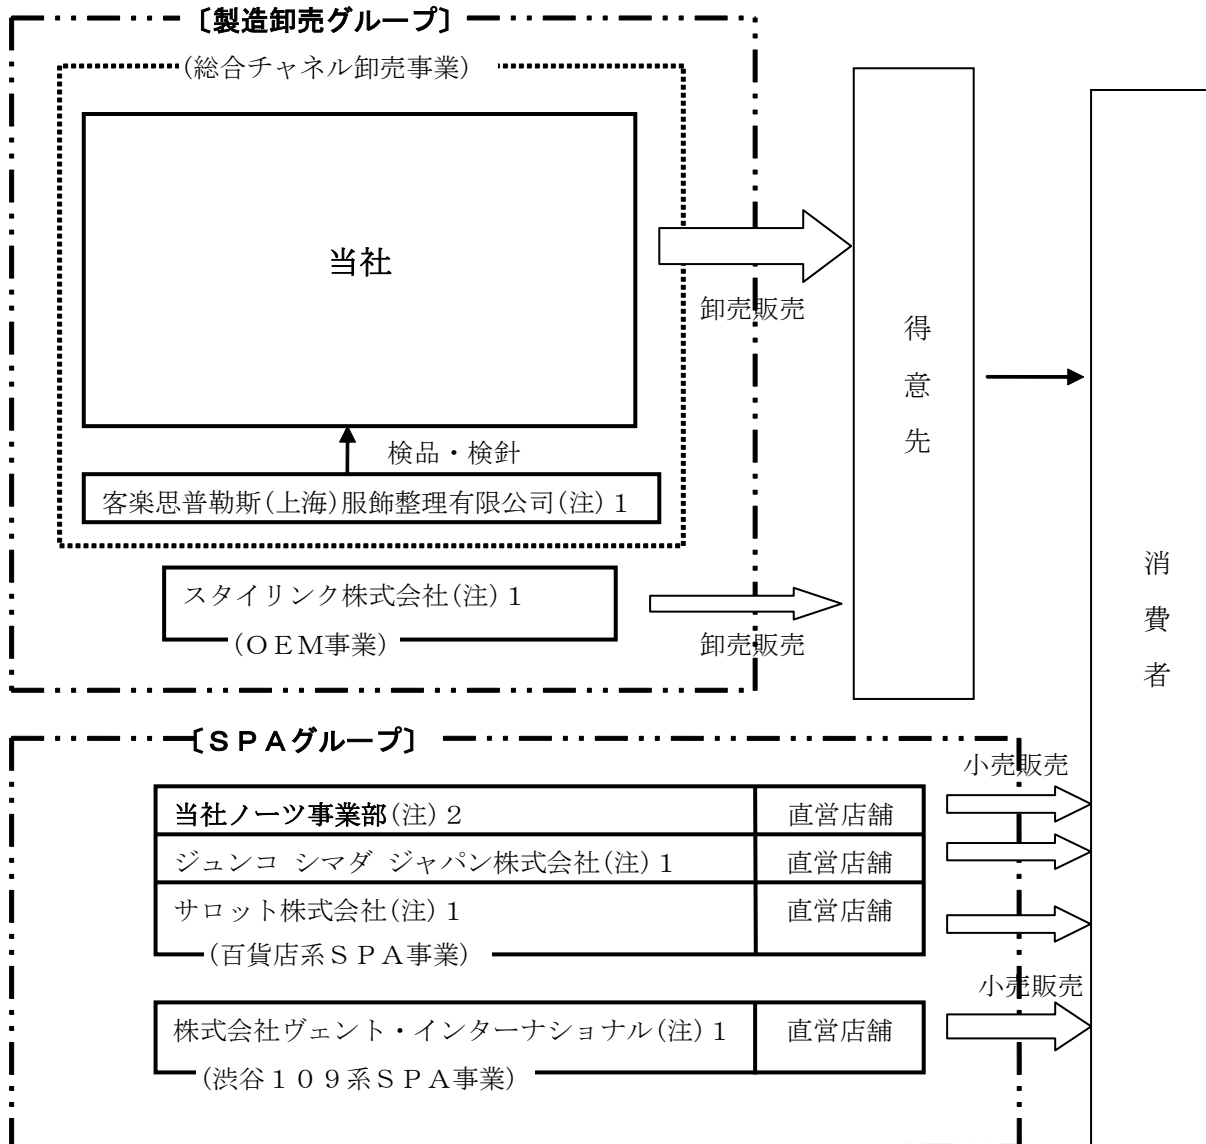 〔製造卸売グループ〕
(総合チャネル卸売事業)
当社
卸売販売
検品・検針
客楽思普勒斯(上海)服飾整理有限公司(注)１
スタイリンク株式会社(注)１
(ＯＥＭ事業)
卸売販売
得意先
消費者
〔ＳＰＡグループ〕
小売販売
当社ノーツ事業部(注)２ 直営店舗
ジュンコ シマダ ジャパン株式会社(注)１ 直営店舗
サロット株式会社(注)１ 直営店舗
(百貨店系ＳＰＡ事業)
小売販売
株式会社ヴェント・インターナショナル(注)１ 直営店舗
(渋谷１０９系ＳＰＡ事業)